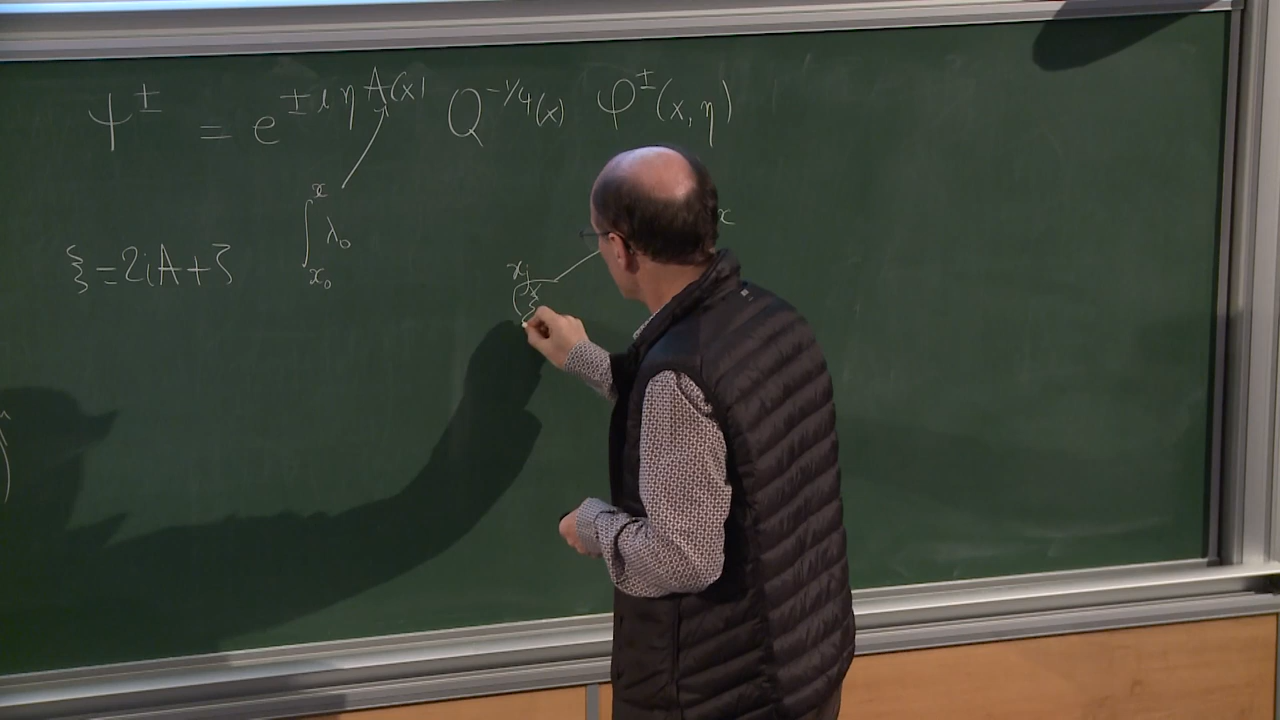 ψ^± = e^{±iηA(x)} Q^{-1/4}(x) φ^±(x, η)
∫_{x_0}^{x} λ_0
ξ = 2iA + ζ
x
x_j